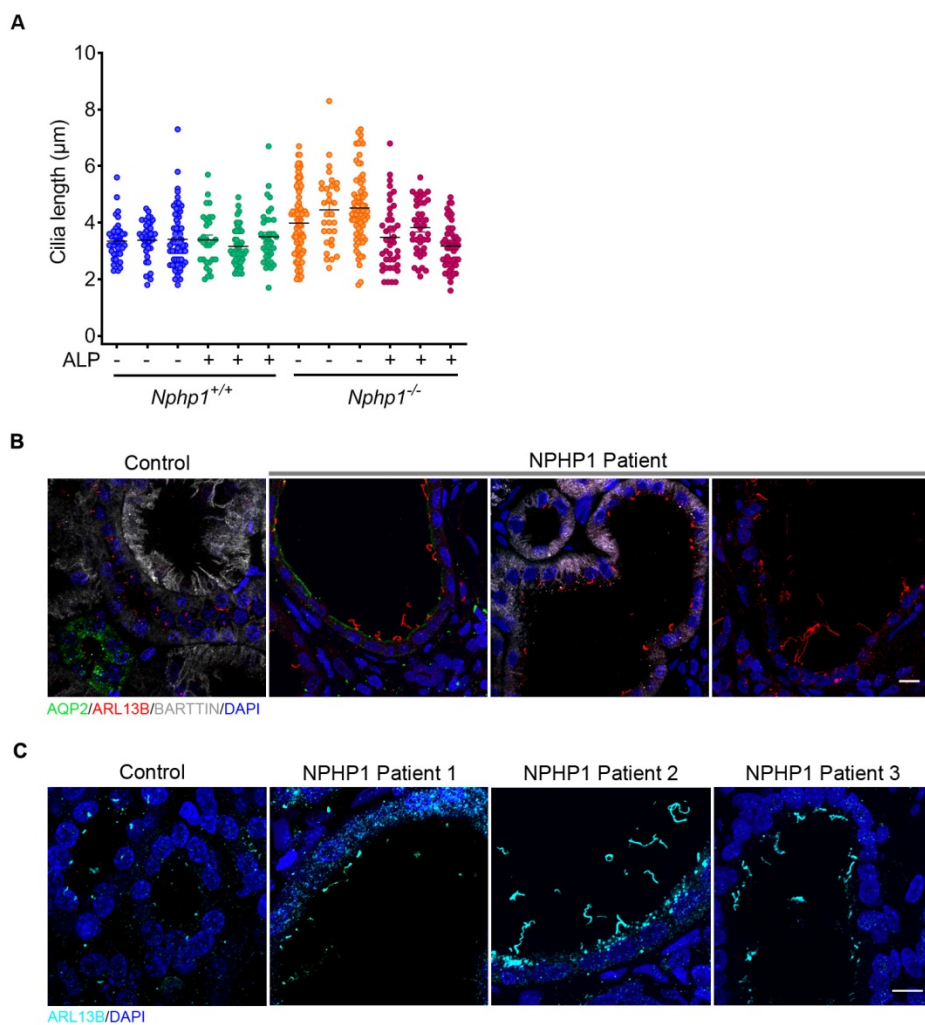 A
10
8
6
4
2
0
Cilia length (µm)
ALP - - - + + + - - - + + +
Nphp1+/+ Nphp1-/-
B
Control NPHP1 Patient
AQP2/ARL13B/BARTTIN/DAPI
C
Control NPHP1 Patient 1 NPHP1 Patient 2 NPHP1 Patient 3
ARL13B/DAPI